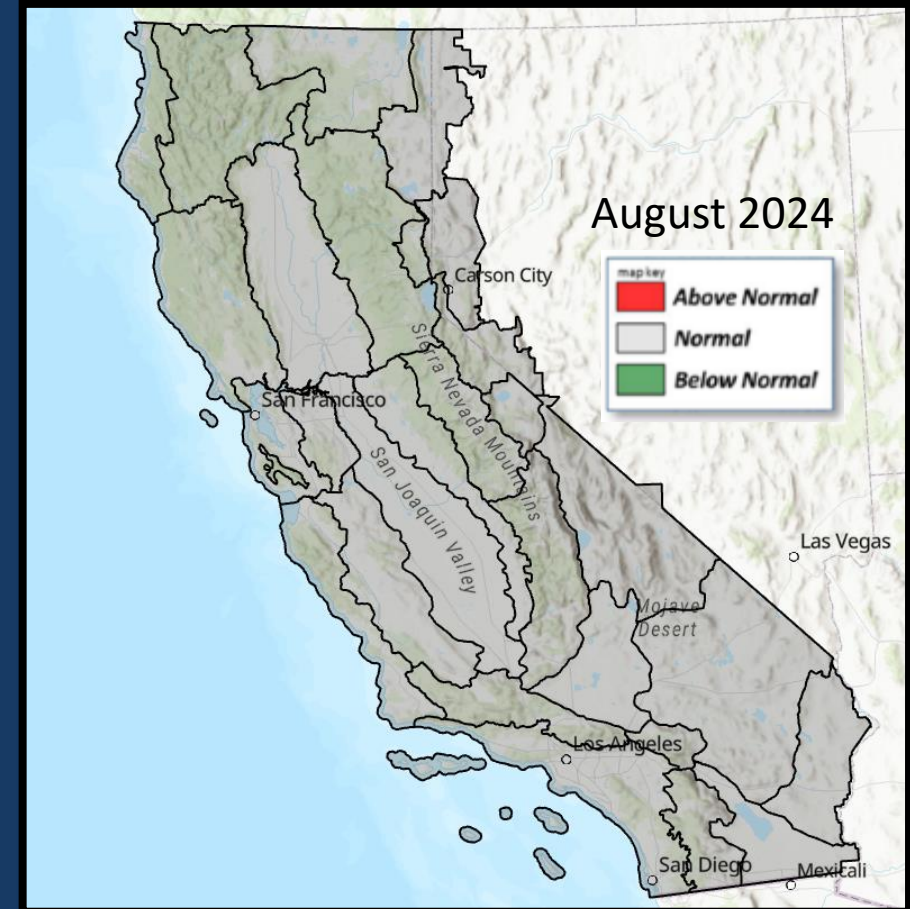 August 2024
map key
Above Normal
Normal
Below Normal
Carson City
Sierra Nevada Mountains
San Francisco
San Joaquin Valley
Las Vegas
Mojave
Desert
Los Angeles
San Diego
Mexicali